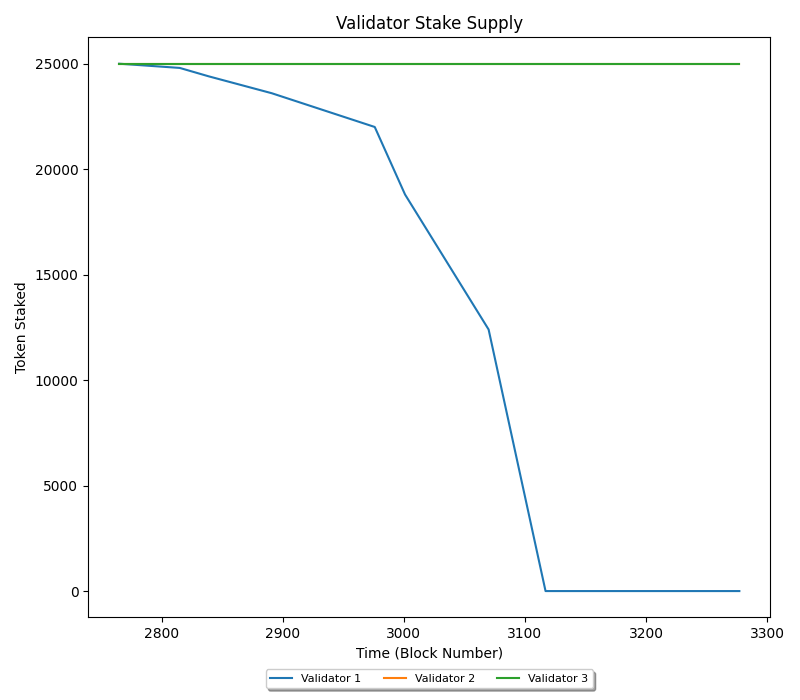 Validator Stake Supply
Token Staked
25000
20000
15000
10000
5000
0
2800 2900 3000 3100 3200 3300
Time (Block Number)
Validator 1 Validator 2 Validator 3